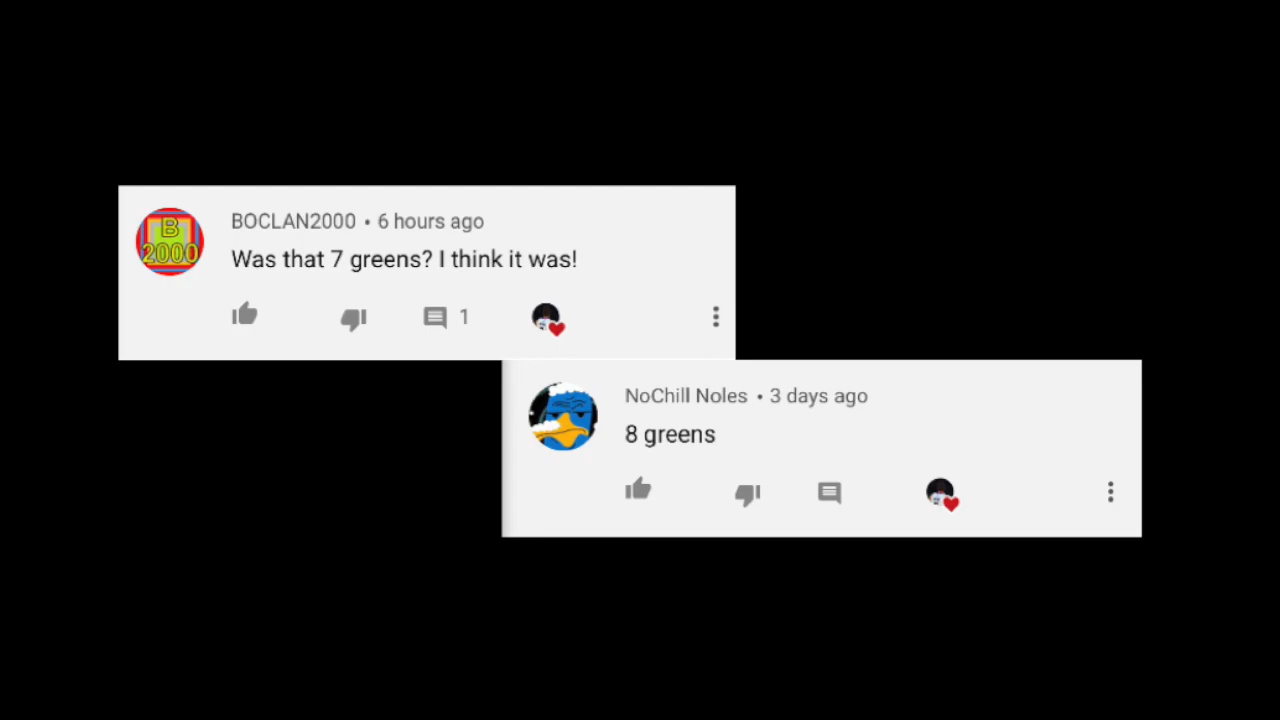 B
2000
BOCLAN2000 • 6 hours ago
Was that 7 greens? I think it was!
1
NoChill Noles • 3 days ago
8 greens